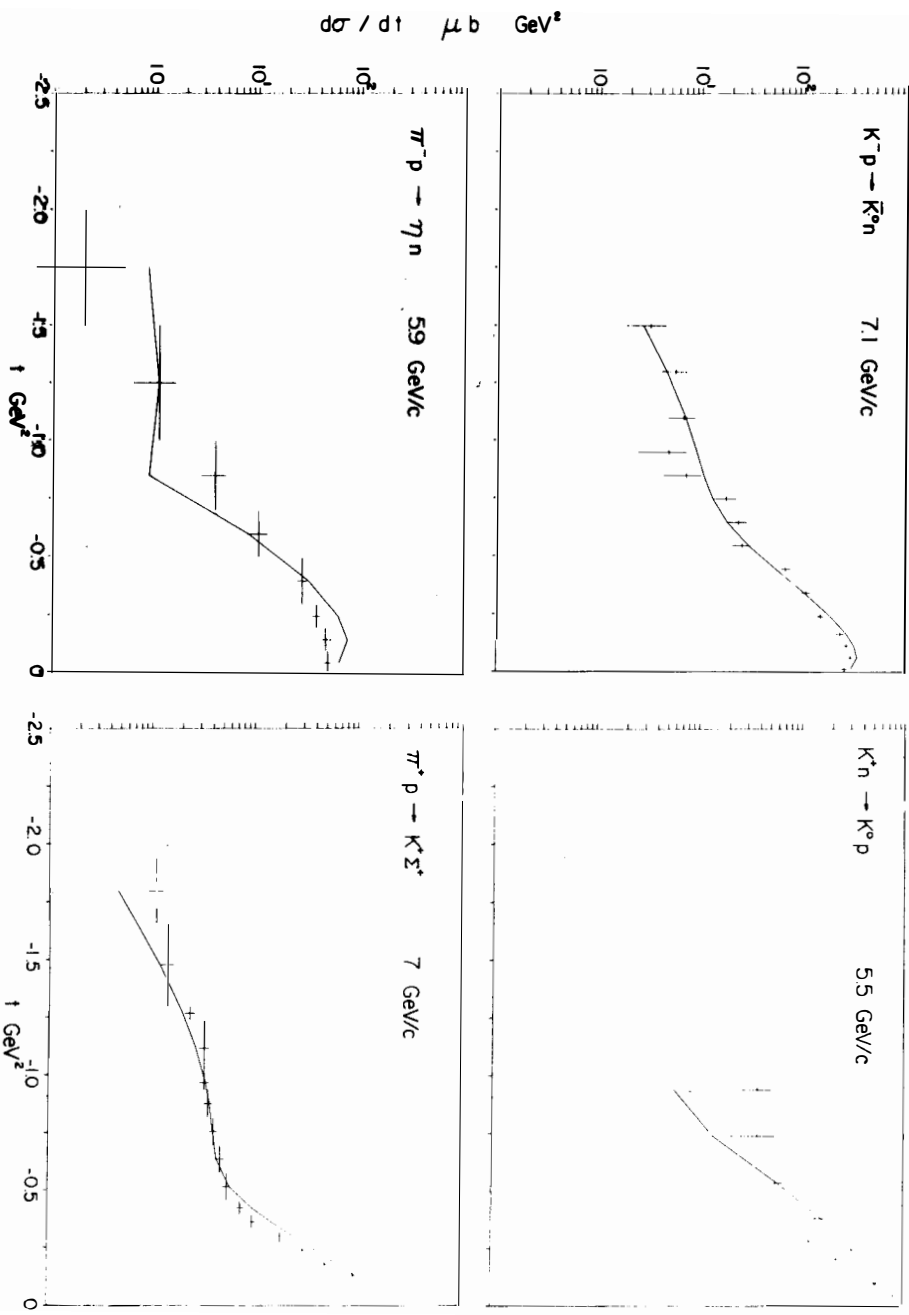 dσ / dt μb GeV²
K⁻p → K̄⁰n 7.1 GeV/c
10²
10¹
10
K⁺n → K⁰p 5.5 GeV/c
π⁻p → ηn 5.9 GeV/c
10²
10¹
10
-2.5 -2.0 -1.5 -1.0 -0.5 0
t GeV²
π⁺p → K⁺Σ⁺ 7 GeV/c
-2.5 -2.0 -1.5 -1.0 -0.5 0
t GeV²